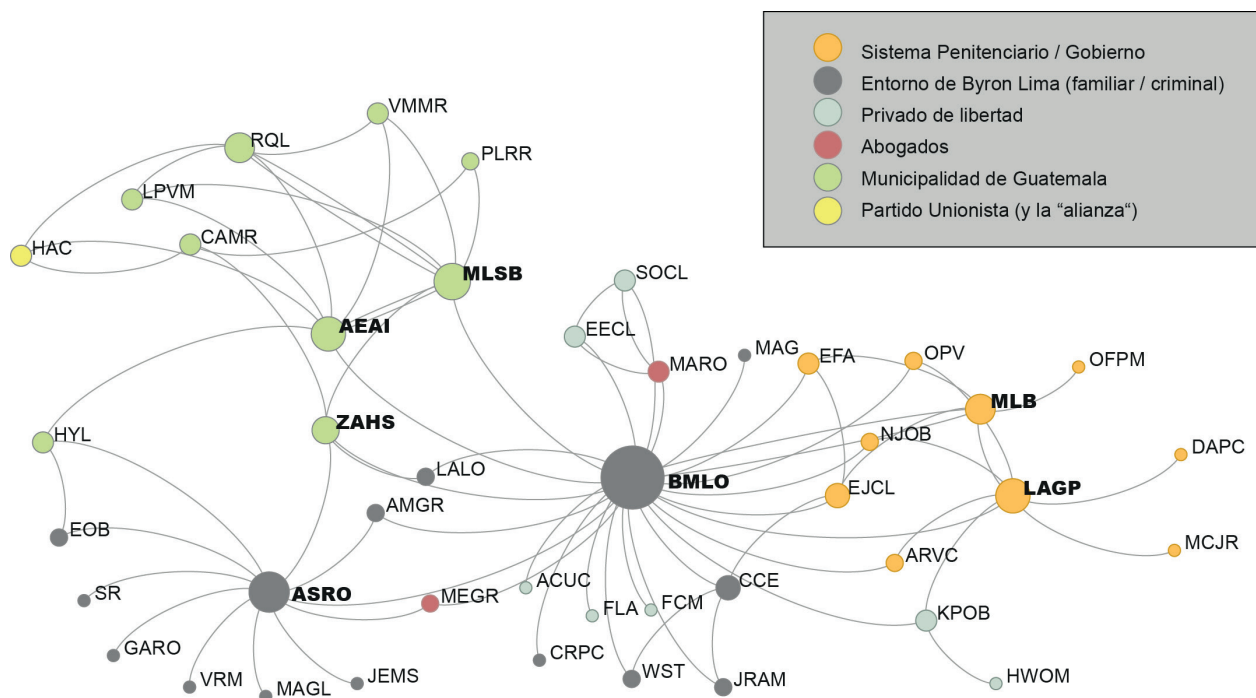 Sistema Penitenciario / Gobierno
Entorno de Byron Lima (familiar / criminal)
Privado de libertad
Abogados
Municipalidad de Guatemala
Partido Unionista (y la “alianza“)
VMMR
RQL
PLRR
LPVM
CAMR
HAC
MLSB
SOCL
AEAI
EECL
MAG
EFA
OPV
OFPM
MARO
MLB
ZAHS
HYL
NJOB
DAPC
LALO
BMLO
EJCL
LAGP
AMGR
EOB
MCJR
ARVC
SR
ASRO
MEGR
ACUC
FLA
FCM
CCE
KPOB
GARO
CRPC
WST
JRAM
HWOM
VRM
MAGL
JEMS